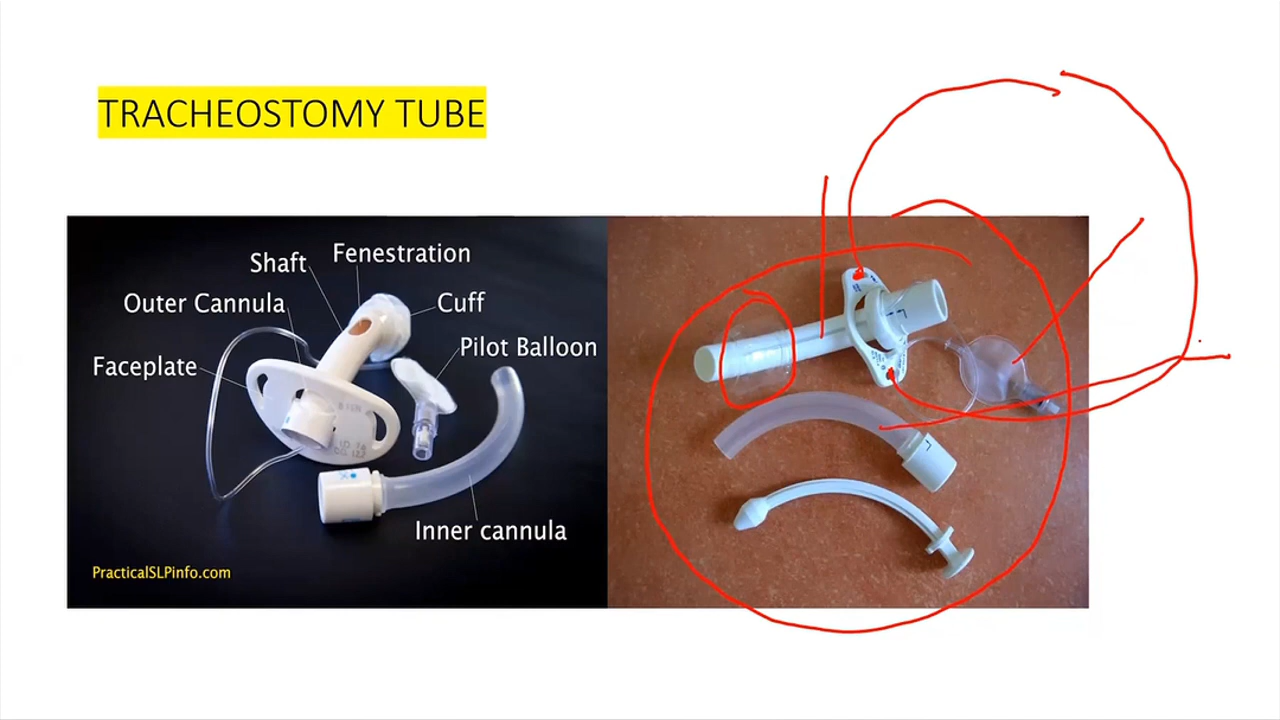 TRACHEOSTOMY TUBE
Shaft
Fenestration
Outer Cannula
Cuff
Faceplate
Pilot Balloon
Inner cannula
PracticalSLPinfo.com